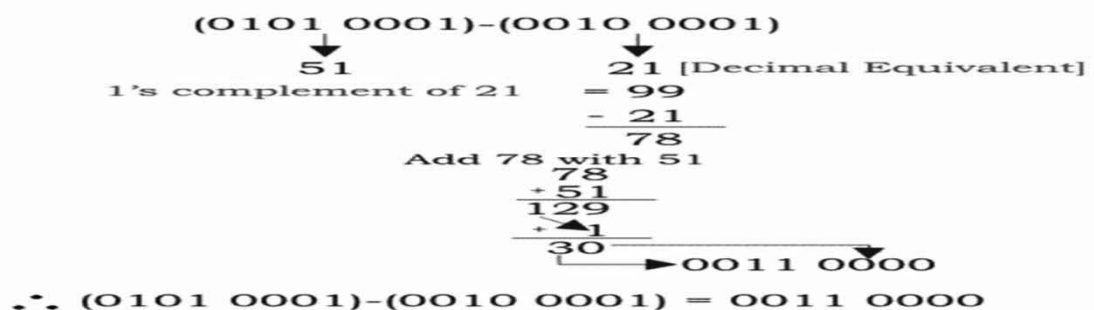 (0101 0001)-(0010 0001)
51 21 [Decimal Equivalent]
1's complement of 21 = 99
- 21
78
Add 78 with 51
78
+51
129
+ 1
30
0011 0000
∴ (0101 0001)-(0010 0001) = 0011 0000